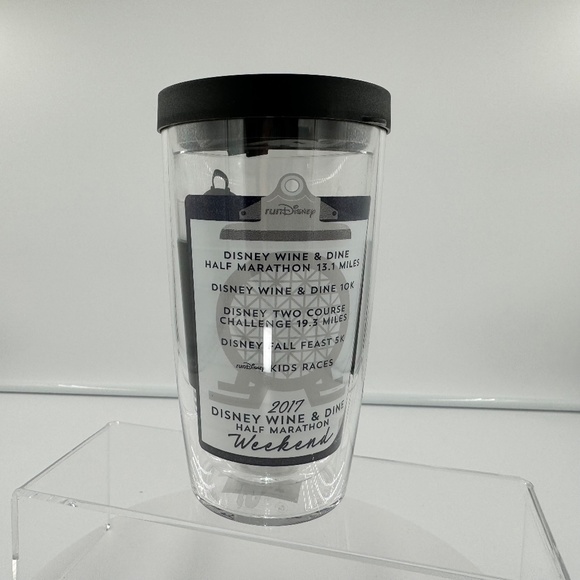 runDisney
DISNEY WINE & DINE
HALF MARATHON 13.1 MILES
DISNEY WINE & DINE 10K
DISNEY TWO COURSE
CHALLENGE 19.3 MILES
DISNEY FALL FEAST 5K
runDisney KIDS RACES
2017
DISNEY WINE & DINE
HALF MARATHON
Weekend